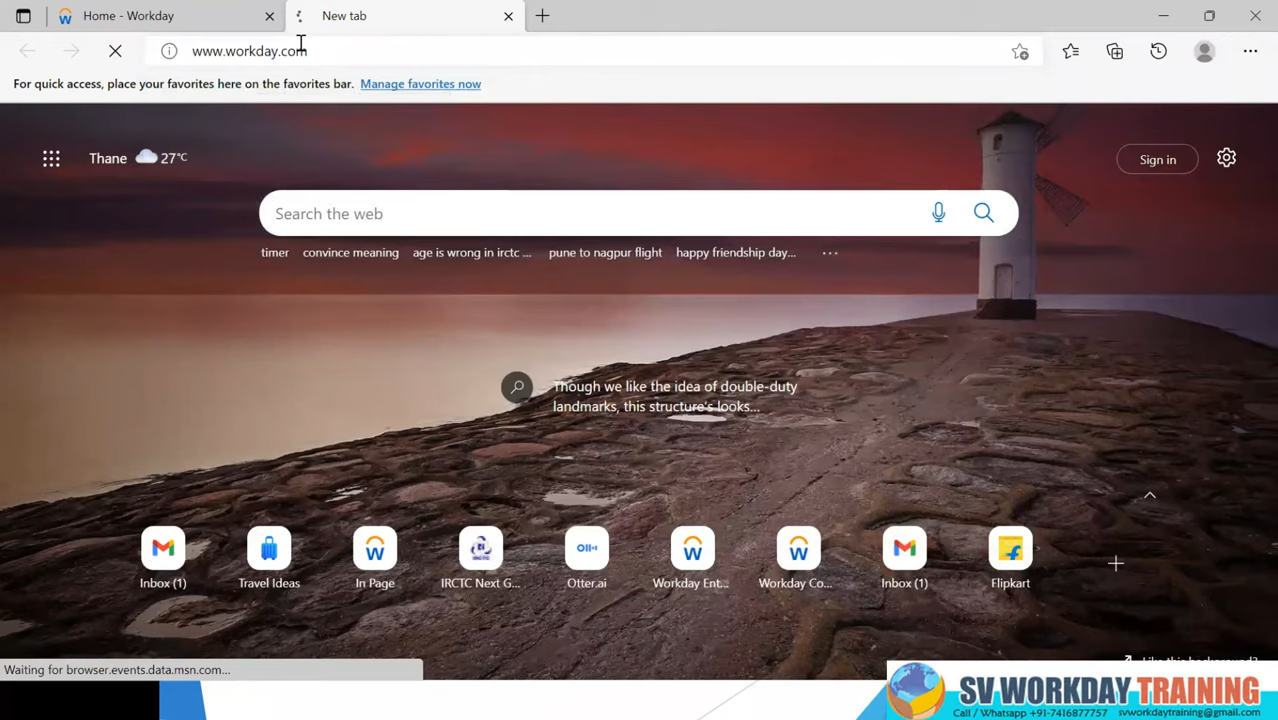 Home - Workday
New tab
www.workday.com
For quick access, place your favorites here on the favorites bar. Manage favorites now
Thane 27°C
Sign in
Search the web
timer convince meaning age is wrong in irctc ... pune to nagpur flight happy friendship day... ...
Though we like the idea of double-duty
landmarks, this structure's looks...
Inbox (1) Travel Ideas In Page IRCTC Next G... Otter.ai Workday Ent... Workday Co... Inbox (1) Flipkart
Waiting for browser.events.data.msn.com...
Like this background?
SV WORKDAY TRAINING
Call / Whatsapp +91-7416877757 svworkdaytraining@gmail.com